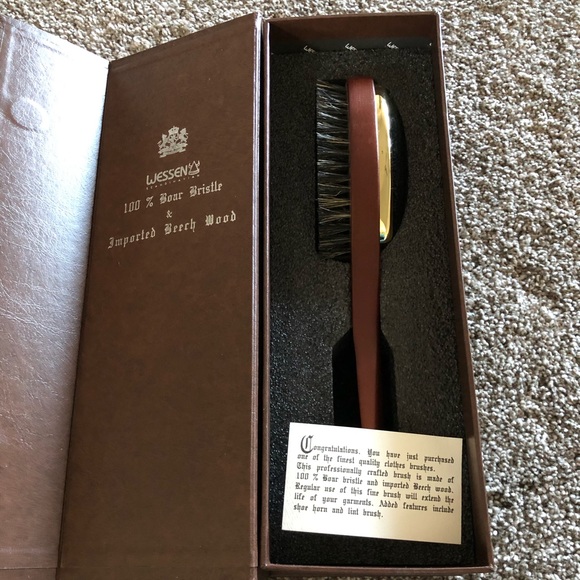 WESSEN
100 % Boar Bristle
&
Imported Beech Wood
Congratulations. You have just purchased
one of the finest quality clothes brushes.
This professionally crafted brush is made of
100 % Boar bristle and imported Beech wood.
Regular use of this fine brush will extend the
life of your garments. Added features include
shoe horn and lint brush.